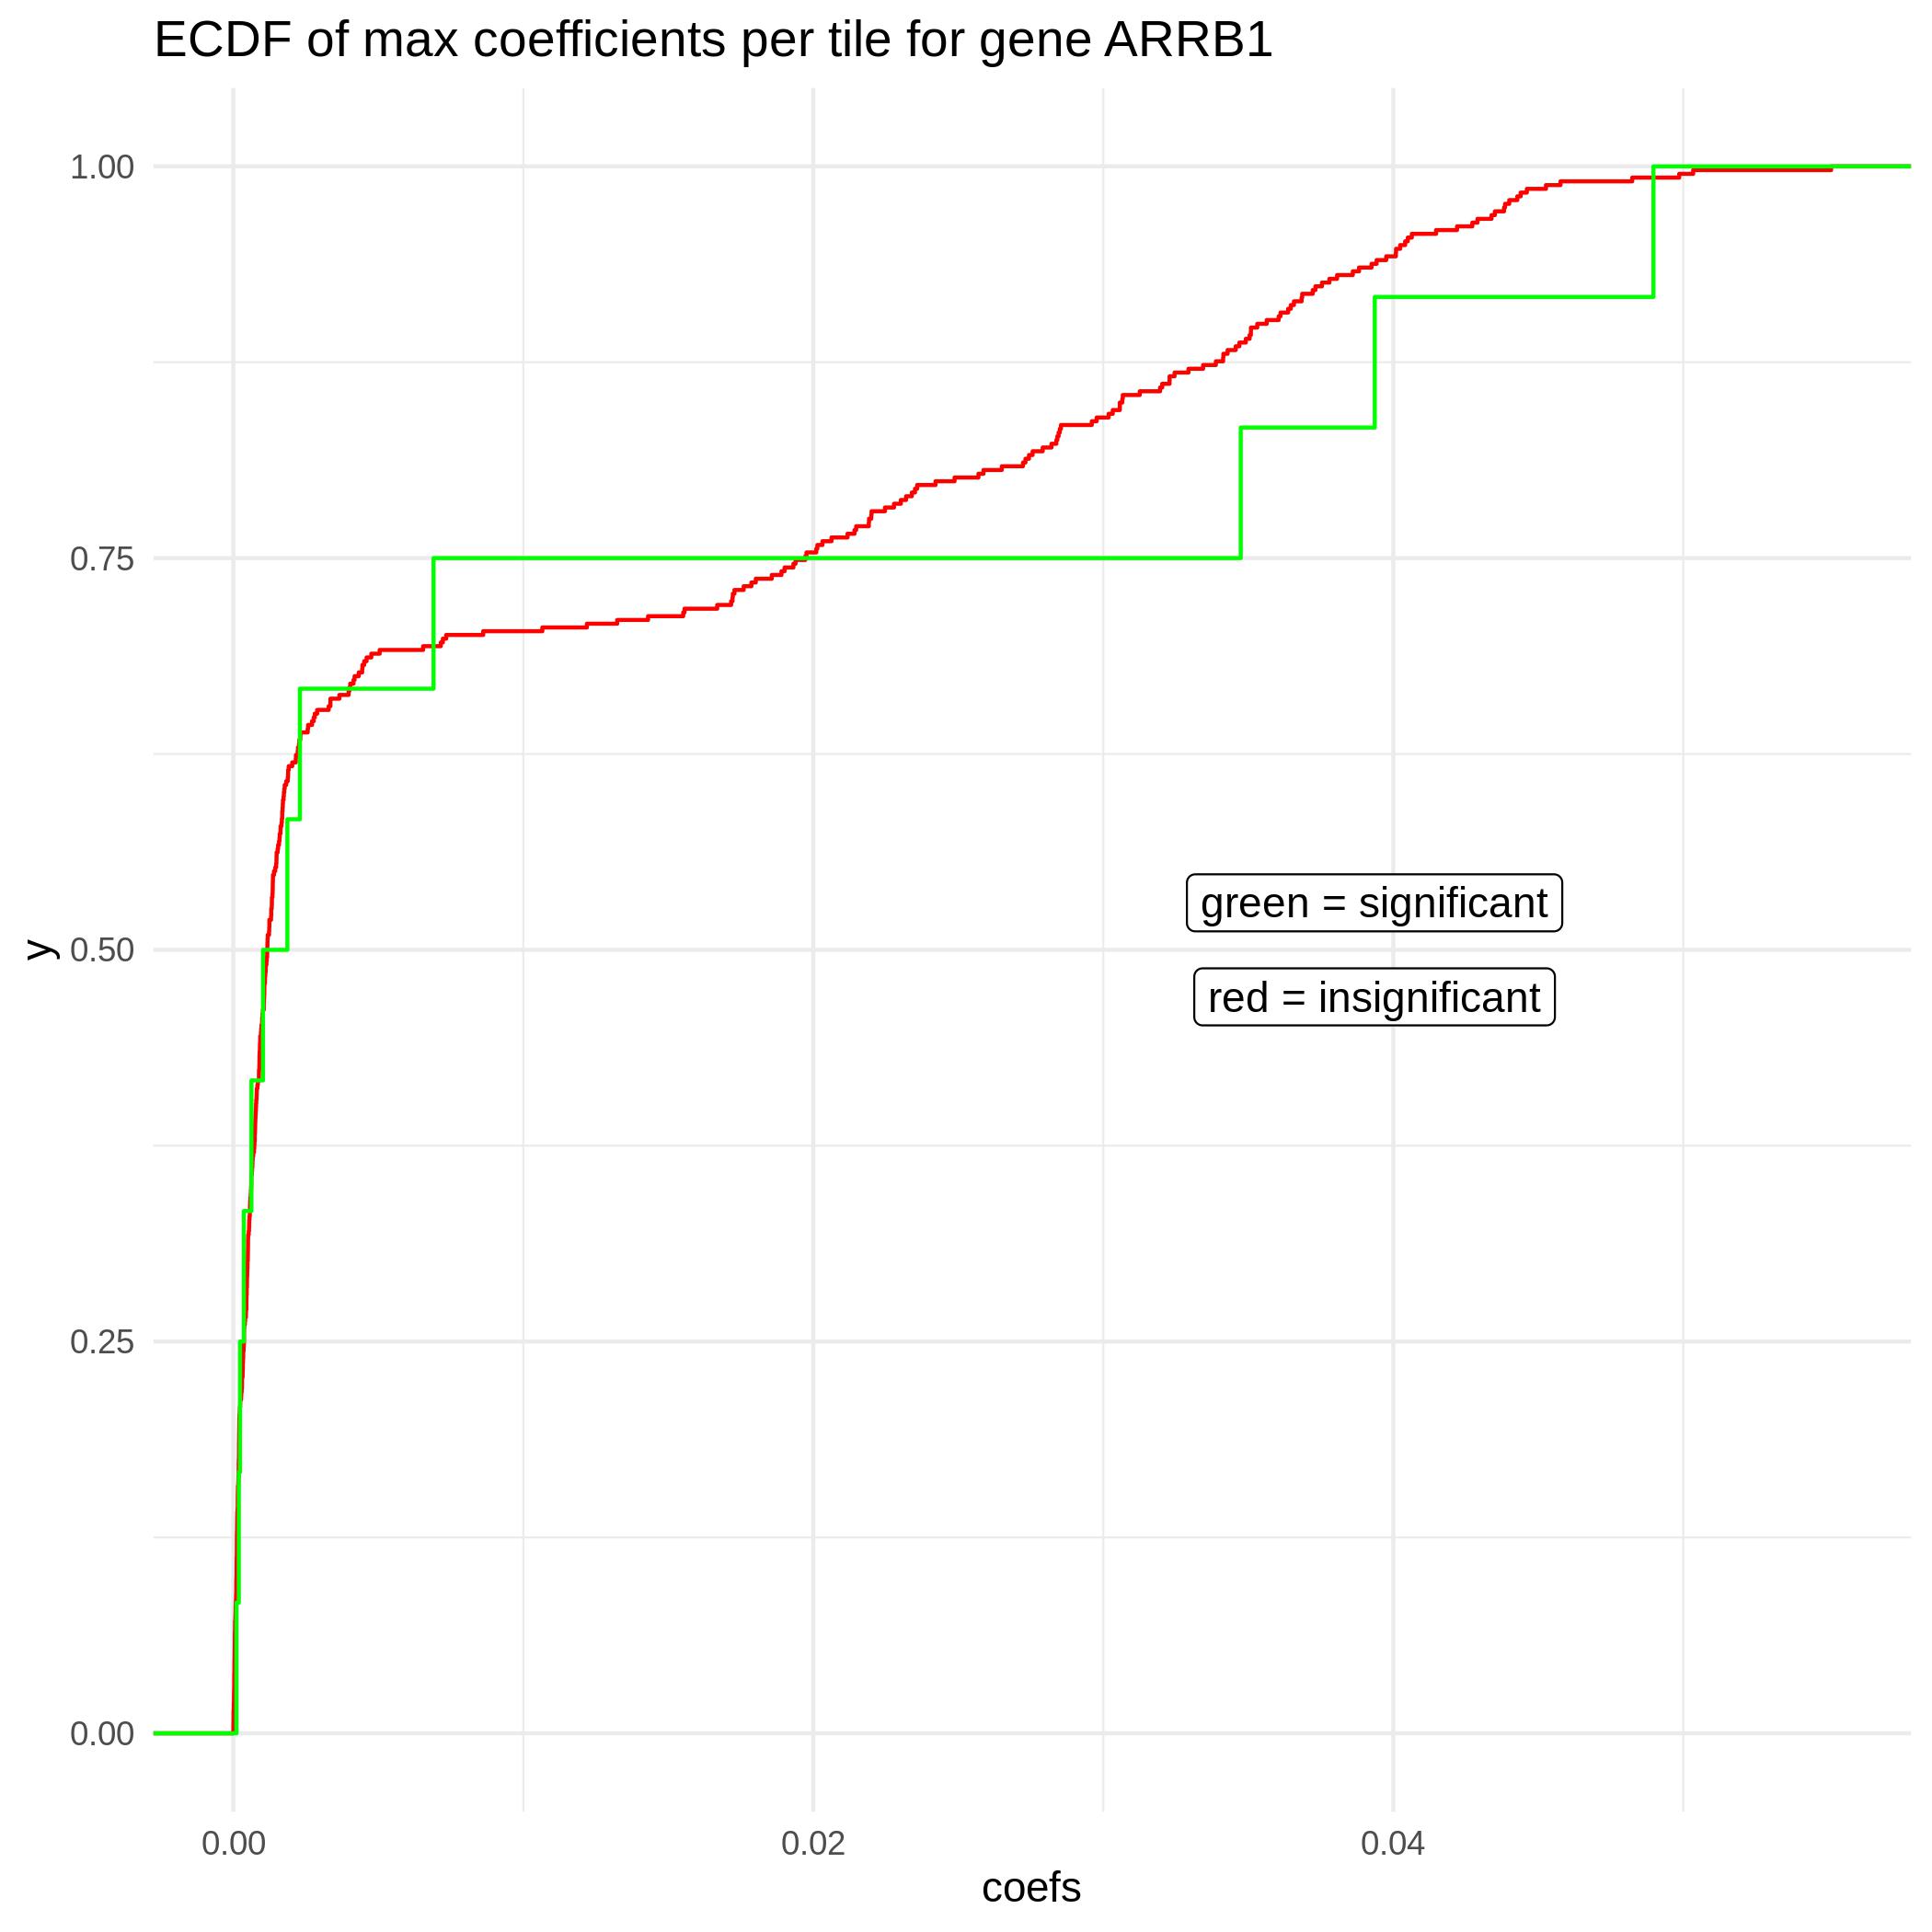 ECDF of max coefficients per tile for gene ARRB1
1.00
0.75
0.50
0.25
0.00
y
green = significant
red = insignificant
0.00 0.02 0.04
coefs